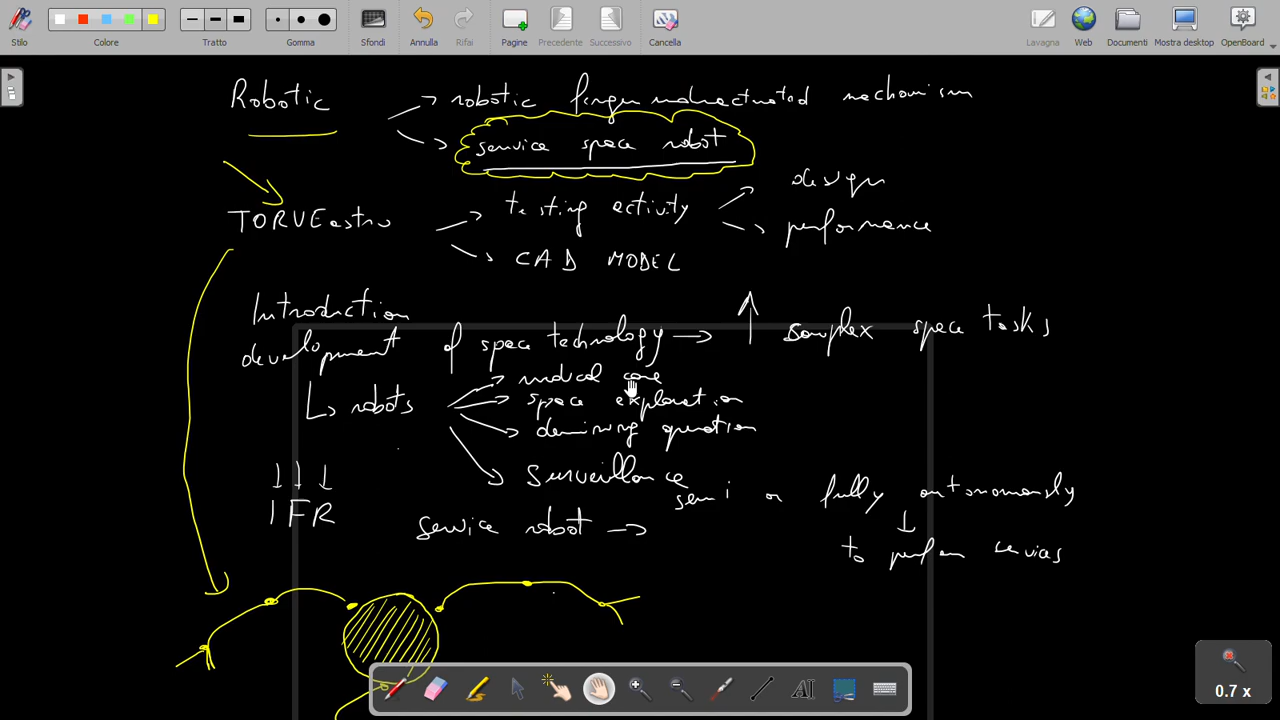 Stilo Colore Tratto Gomma Sfondi Annulla Rifai Pagine Precedente Successivo Cancella Lavagna Web Documenti Mostra desktop OpenBoard
Robotic
robotic finger underactuated mechanism
service space robot
TORVEastro
testing activity
design
performance
CAD MODEL
Introduction
development of space technology → ↑ complex space tasks
robots
medical care
space exploration
demining operation
surveillance
IFR
service robot →
semi or fully autonomously
to perform services
0.7 x